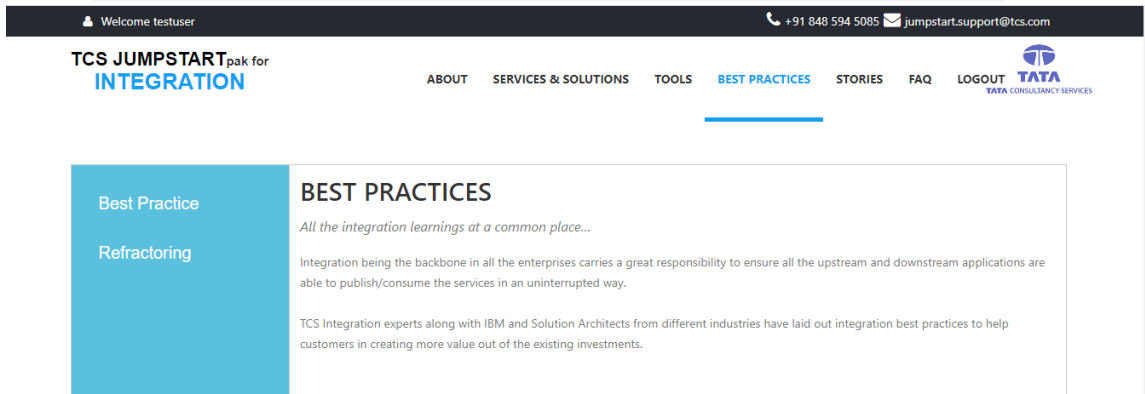 Welcome testuser
+91 848 594 5085 jumpstart.support@tcs.com
TCS JUMPSTARTpak for
INTEGRATION
ABOUT SERVICES & SOLUTIONS TOOLS BEST PRACTICES STORIES FAQ LOGOUT
TATA
TATA CONSULTANCY SERVICES
Best Practice
Refractoring
BEST PRACTICES
All the integration learnings at a common place...
Integration being the backbone in all the enterprises carries a great responsibility to ensure all the upstream and downstream applications are
able to publish/consume the services in an uninterrupted way.
TCS Integration experts along with IBM and Solution Architects from different industries have laid out integration best practices to help
customers in creating more value out of the existing investments.